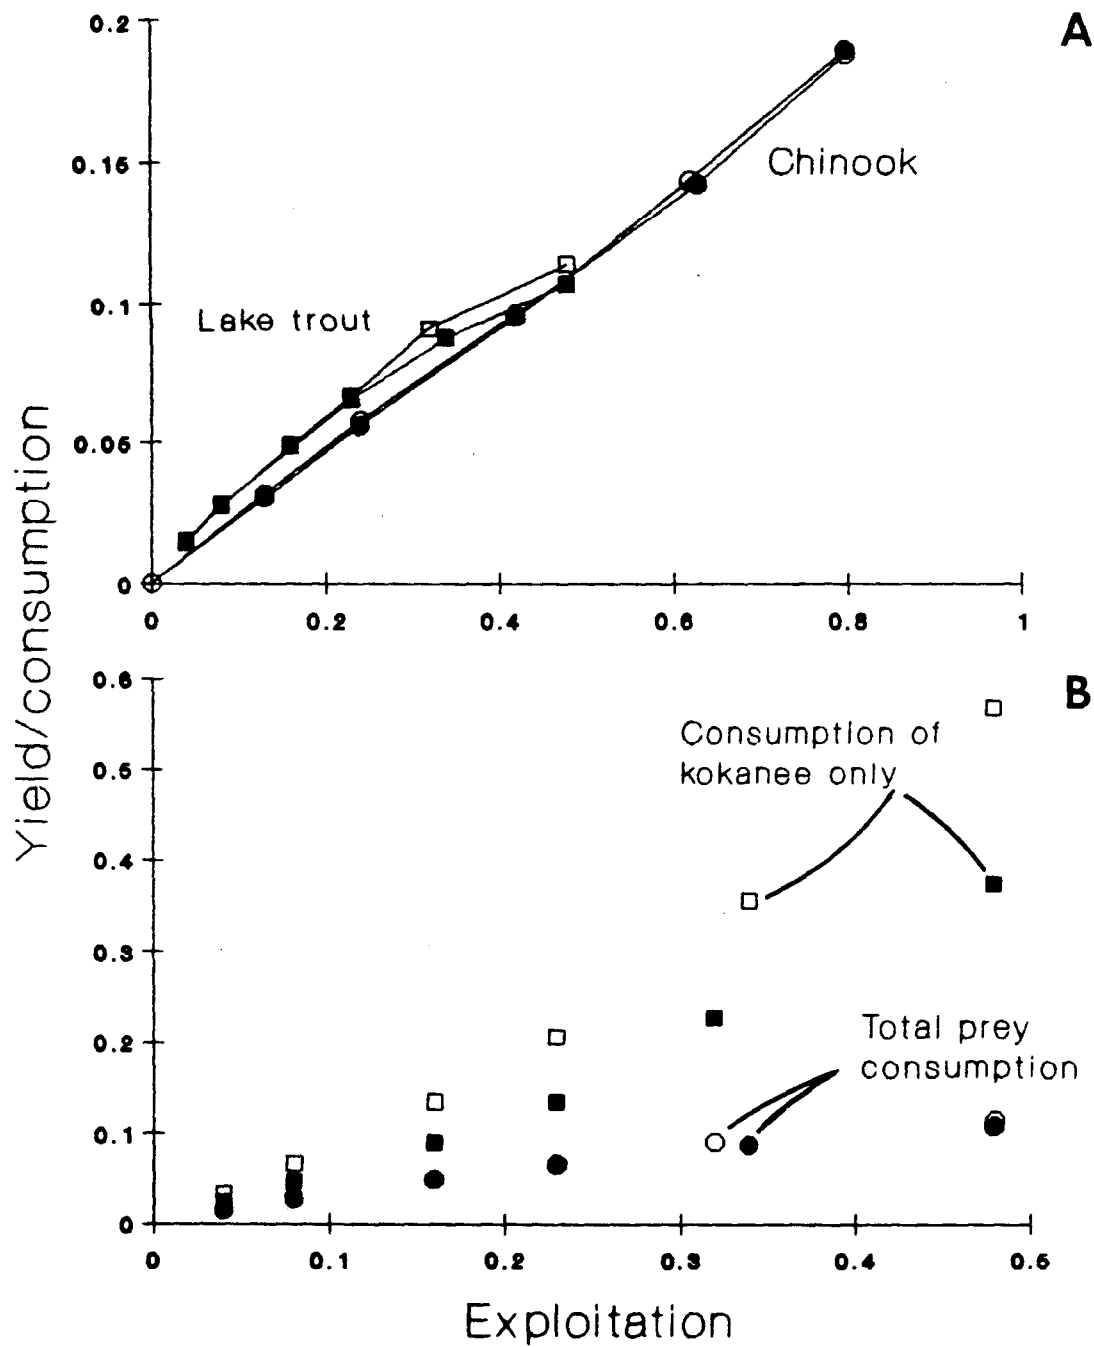 A
0.2
0.15
0.1
0.05
0
Chinook
Lake trout
0 0.2 0.4 0.6 0.8 1
Yield/consumption
B
0.6
0.5
0.4
0.3
0.2
0.1
0
Consumption of
kokanee only
Total prey
consumption
0 0.1 0.2 0.3 0.4 0.5
Exploitation